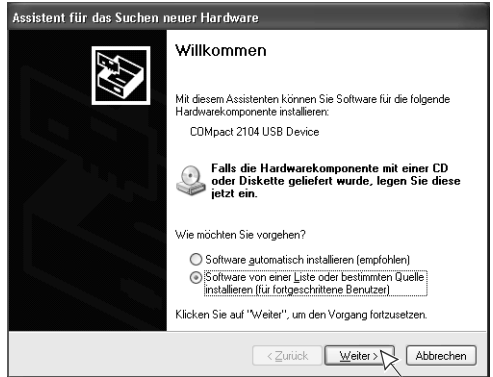 Assistent für das Suchen neuer Hardware
Willkommen
Mit diesem Assistenten können Sie Software für die folgende
Hardwarekomponente installieren:
COMpact 2104 USB Device
Falls die Hardwarekomponente mit einer CD
oder Diskette geliefert wurde, legen Sie diese
jetzt ein.
Wie möchten Sie vorgehen?
Software automatisch installieren (empfohlen)
Software von einer Liste oder bestimmten Quelle
installieren (für fortgeschrittene Benutzer)
Klicken Sie auf "Weiter", um den Vorgang fortzusetzen.
< Zurück Weiter > Abbrechen